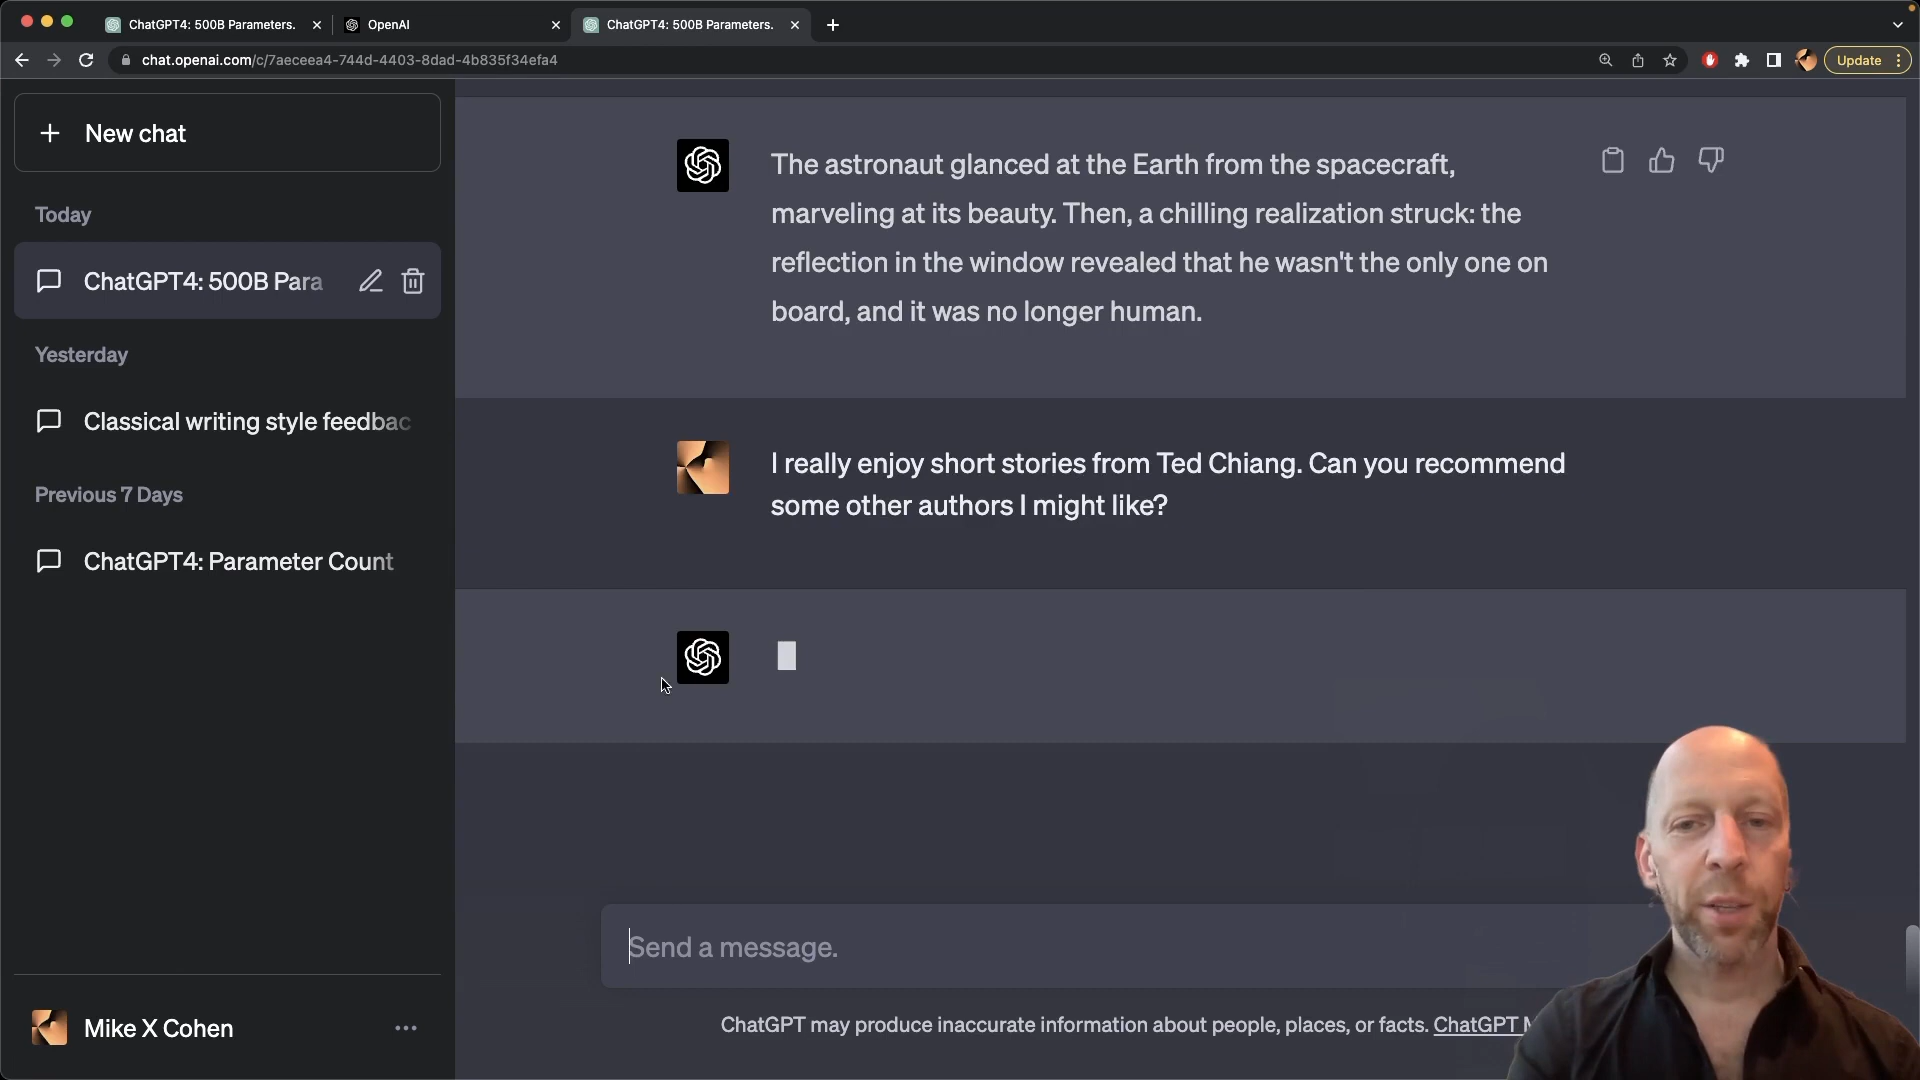 ChatGPT4: 500B Parameters.
OpenAI
ChatGPT4: 500B Parameters.
chat.openai.com/c/7aeceea4-744d-4403-8dad-4b835f34efa4
Update
New chat
Today
ChatGPT4: 500B Para
Yesterday
Classical writing style feedbac
Previous 7 Days
ChatGPT4: Parameter Count
Mike X Cohen
The astronaut glanced at the Earth from the spacecraft,
marveling at its beauty. Then, a chilling realization struck: the
reflection in the window revealed that he wasn't the only one on
board, and it was no longer human.
I really enjoy short stories from Ted Chiang. Can you recommend
some other authors I might like?
Send a message.
ChatGPT may produce inaccurate information about people, places, or facts. ChatGPT M